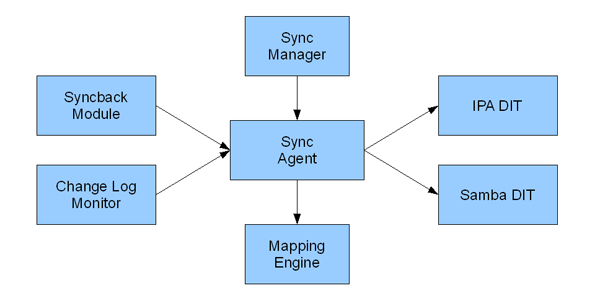 Sync
Manager
Syncback
Module
IPA DIT
Sync
Agent
Change Log
Monitor
Samba DIT
Mapping
Engine